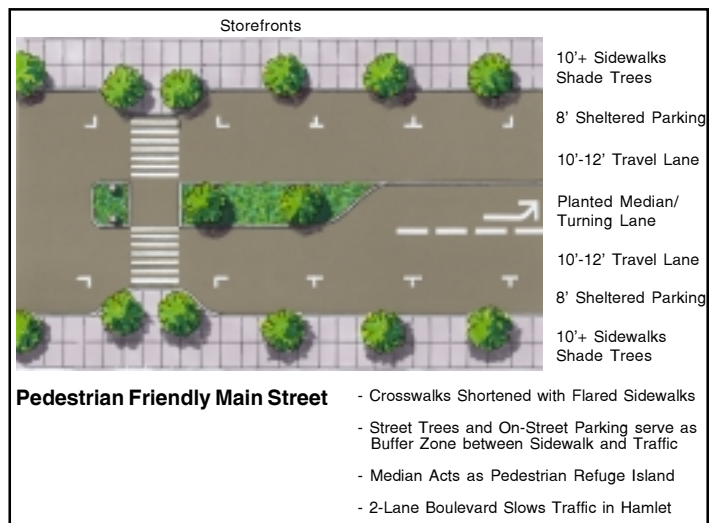 Storefronts
10'+ Sidewalks
Shade Trees
8' Sheltered Parking
10'-12' Travel Lane
Planted Median/
Turning Lane
10'-12' Travel Lane
8' Sheltered Parking
10'+ Sidewalks
Shade Trees
Pedestrian Friendly Main Street
- Crosswalks Shortened with Flared Sidewalks
- Street Trees and On-Street Parking serve as
Buffer Zone between Sidewalk and Traffic
- Median Acts as Pedestrian Refuge Island
- 2-Lane Boulevard Slows Traffic in Hamlet